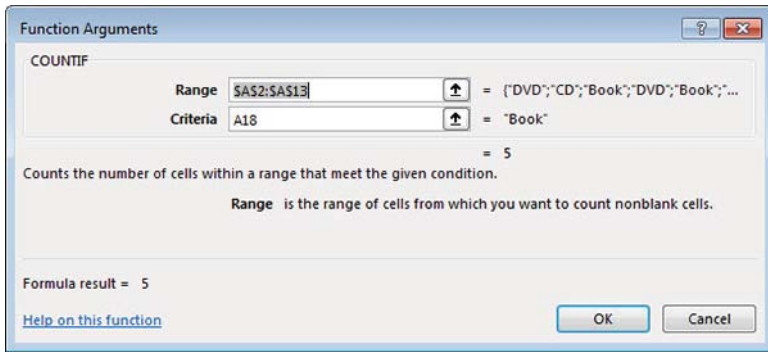 Function Arguments
COUNTIF
Range $A$2:$A$13 = {"DVD";"CD";"Book";"DVD";"Book";"...
Criteria A18 = "Book"
= 5
Counts the number of cells within a range that meet the given condition.
Range is the range of cells from which you want to count nonblank cells.
Formula result = 5
Help on this function OK Cancel